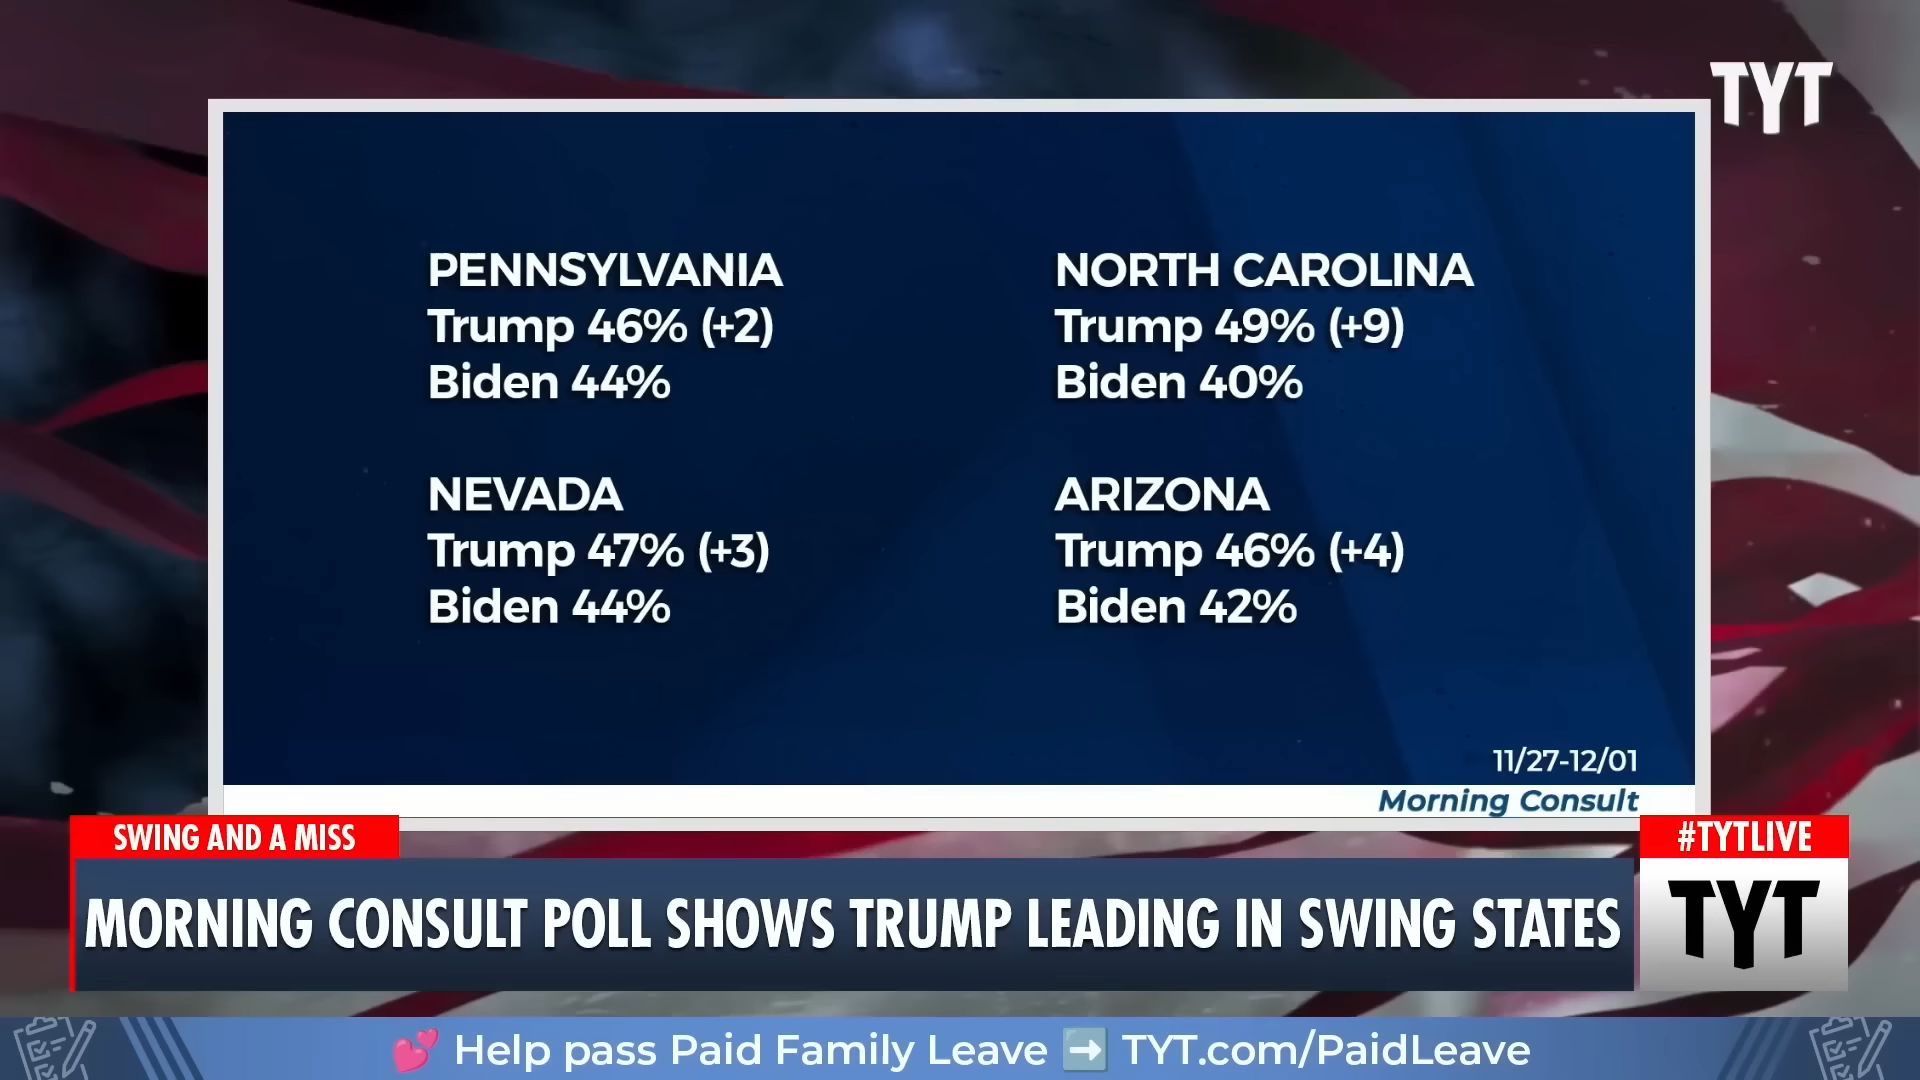 TYT
PENNSYLVANIA
Trump 46% (+2)
Biden 44%
NORTH CAROLINA
Trump 49% (+9)
Biden 40%
NEVADA
Trump 47% (+3)
Biden 44%
ARIZONA
Trump 46% (+4)
Biden 42%
11/27-12/01
Morning Consult
SWING AND A MISS
MORNING CONSULT POLL SHOWS TRUMP LEADING IN SWING STATES
#TYTLIVE
TYT
💕 Help pass Paid Family Leave ➡️ TYT.com/PaidLeave